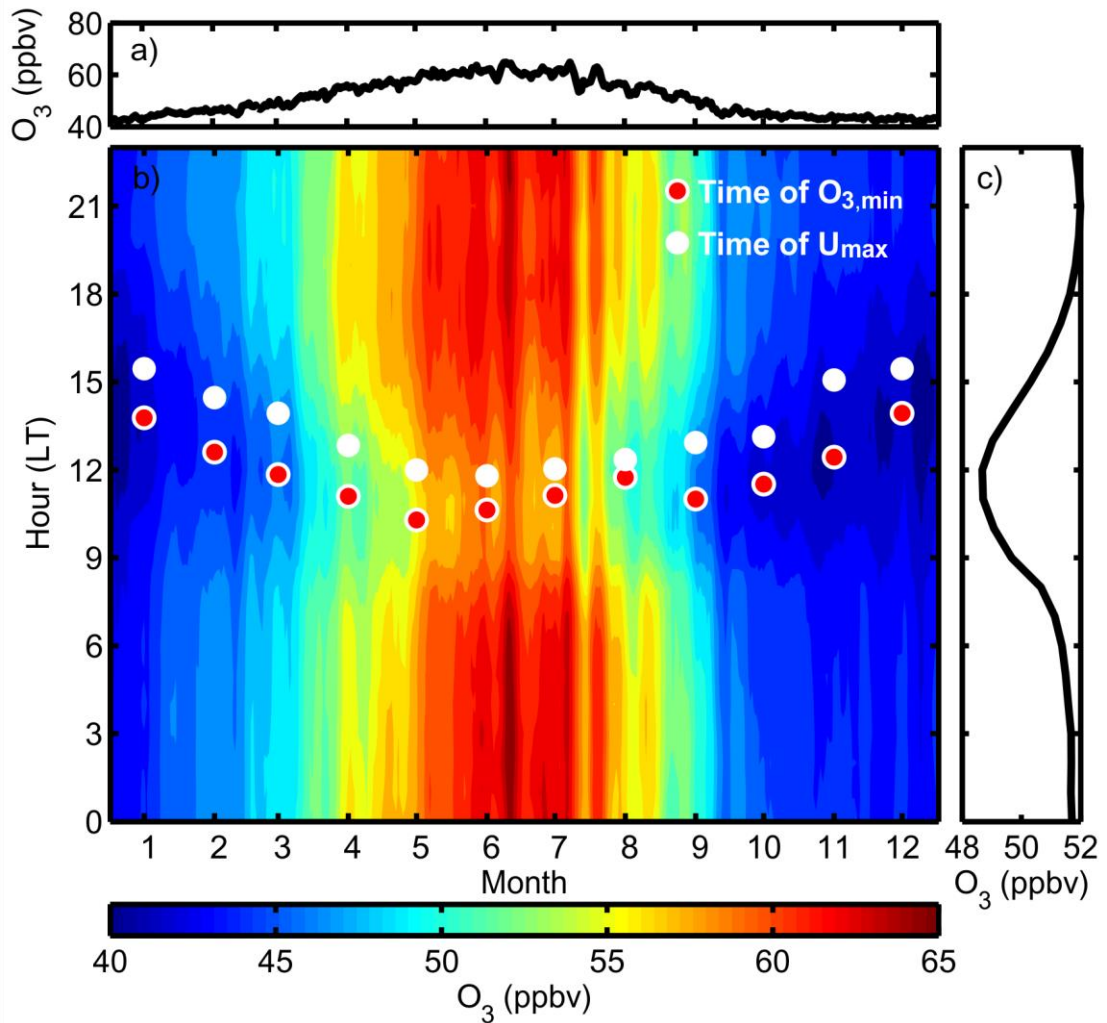 O3 (ppbv)
80
60
40
a)
b)
c)
Time of O3,min
Time of Umax
Hour (LT)
21
18
15
12
9
6
3
0
1 2 3 4 5 6 7 8 9 10 11 12
Month
48 50 52
O3 (ppbv)
40 45 50 55 60 65
O3 (ppbv)